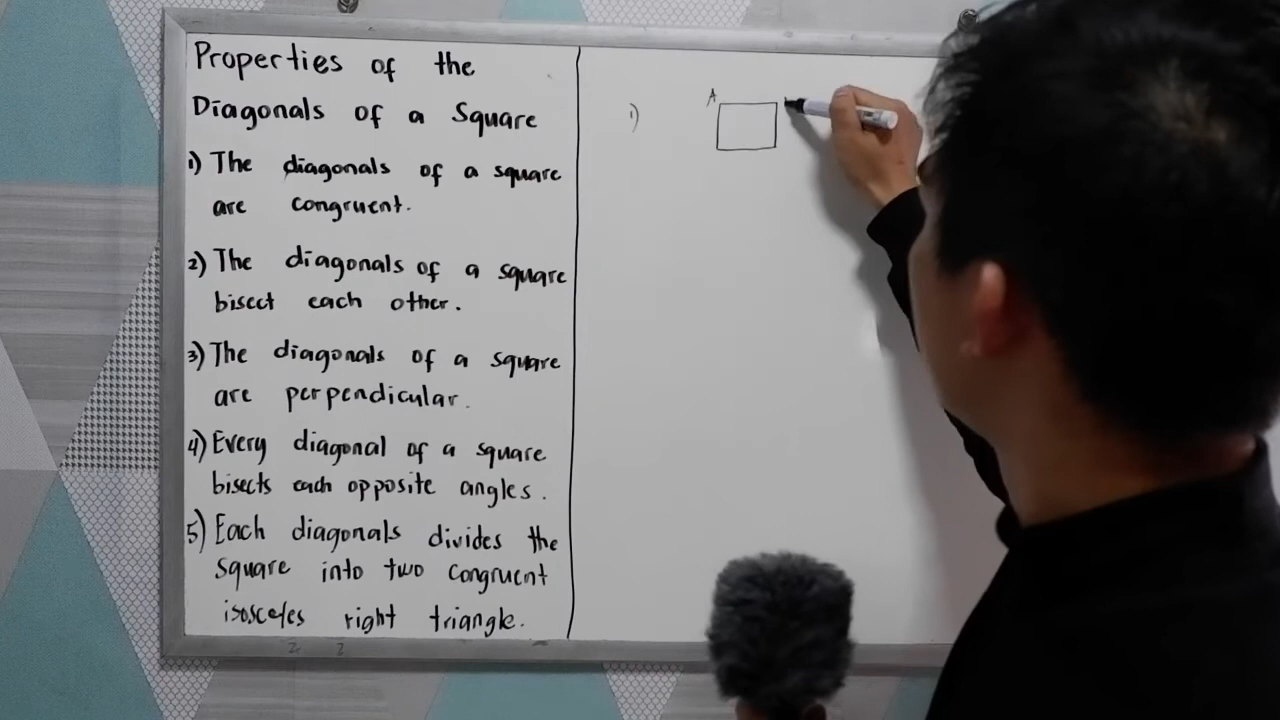 Properties of the
Diagonals of a Square
1) The diagonals of a square
are congruent.
2) The diagonals of a square
bisect each other.
3) The diagonals of a square
are perpendicular.
4) Every diagonal of a square
bisects each opposite angles.
5) Each diagonals divides the
square into two congruent
isosceles right triangle.
1)
A